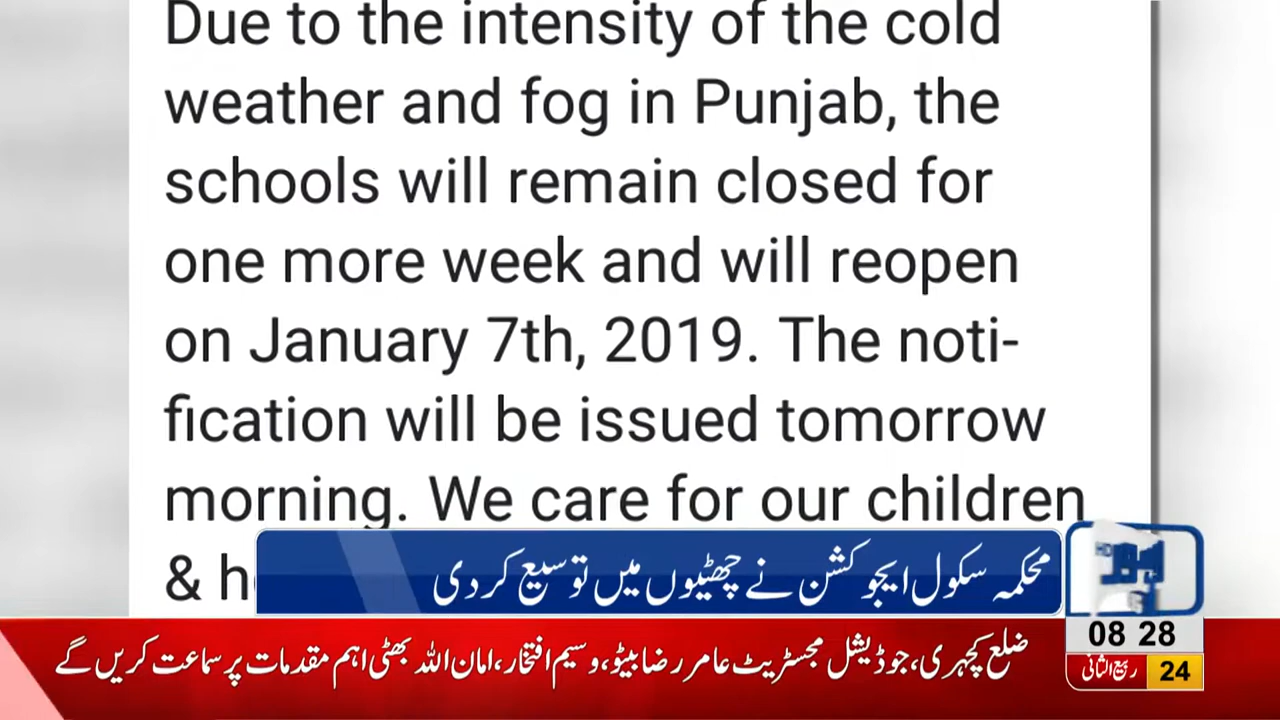 Due to the intensity of the cold
weather and fog in Punjab, the
schools will remain closed for
one more week and will reopen
on January 7th, 2019. The noti-
fication will be issued tomorrow
morning. We care for our children
& h
محکمہ سکول ایجوکشن نے چھٹیوں میں توسیع کر دی
08 28
ضلع کچہری، جوڈیشل مجسٹریٹ عامر رضا بیٹو، وسیم افتخار، امان اللہ بھٹی اہم مقدمات پر سماعت کریں گے
24 ربیع الثانی